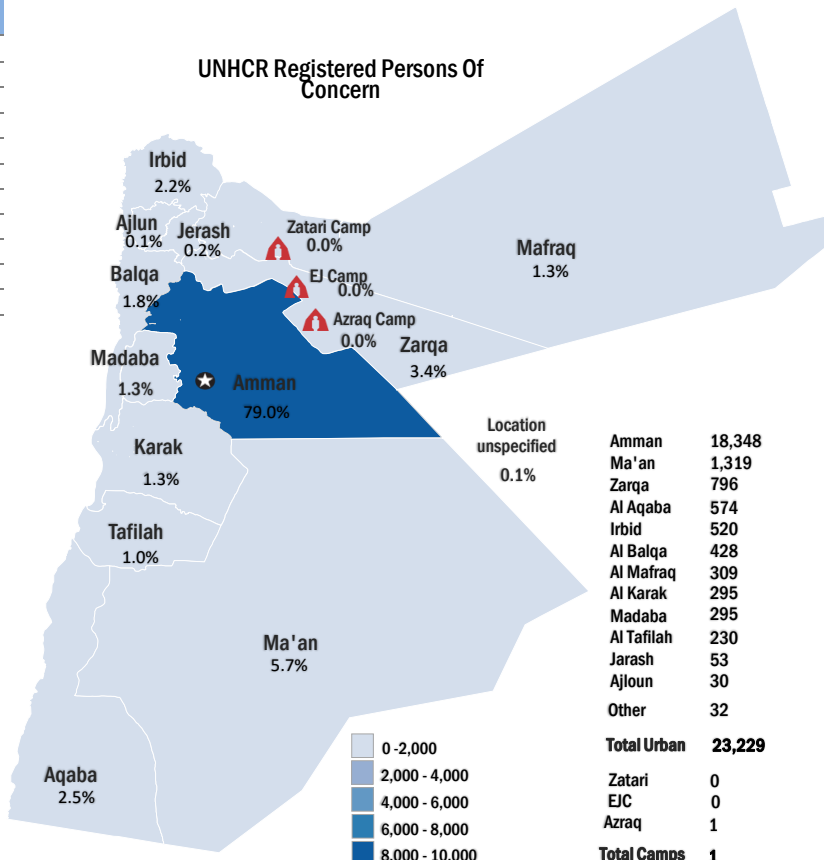 UNHCR Registered Persons Of
Concern
Irbid
2.2%
Ajlun
0.1%
Jerash
0.2%
Zatari Camp
0.0%
Mafraq
1.3%
Balqa
1.8%
EJ Camp
0.0%
Azraq Camp
0.0%
Zarqa
3.4%
Madaba
1.3%
Amman
79.0%
Karak
1.3%
Location
unspecified
0.1%
Tafilah
1.0%
Ma'an
5.7%
Aqaba
2.5%
0 -2,000
2,000 - 4,000
4,000 - 6,000
6,000 - 8,000
8,000 - 10,000
Amman 18,348
Ma'an 1,319
Zarqa 796
Al Aqaba 574
Irbid 520
Al Balqa 428
Al Mafraq 309
Al Karak 295
Madaba 295
Al Tafilah 230
Jarash 53
Ajloun 30
Other 32
Total Urban 23,229
Zatari 0
EJC 0
Azraq 1
Total Camps 1